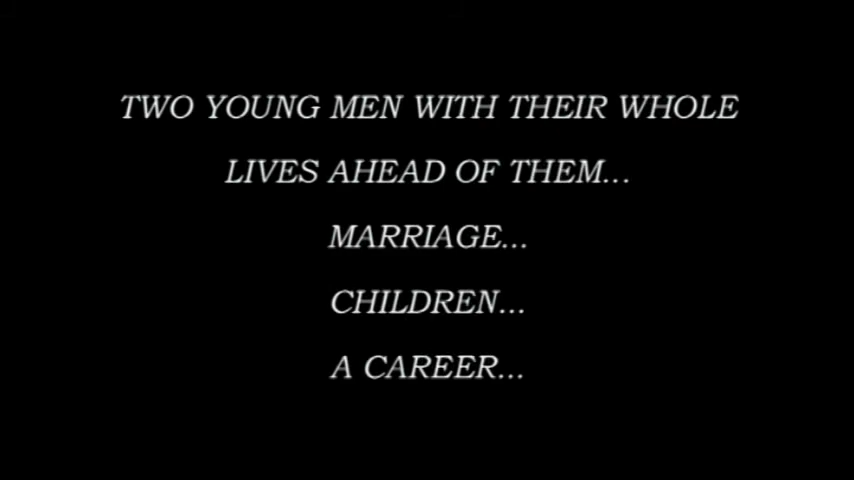 TWO YOUNG MEN WITH THEIR WHOLE
LIVES AHEAD OF THEM...
MARRIAGE...
CHILDREN...
A CAREER...